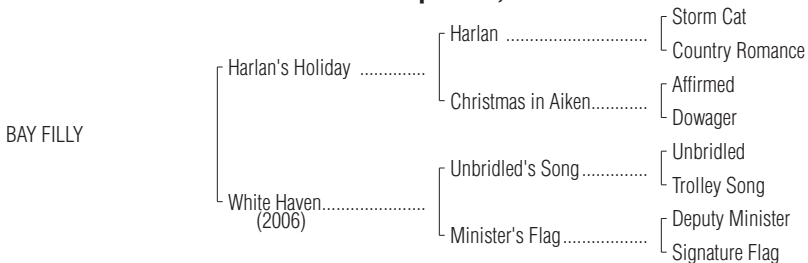 Storm Cat
Harlan ..............................
Country Romance
Harlan's Holiday ..............
Affirmed
Christmas in Aiken............
Dowager
BAY FILLY
Unbridled
Unbridled's Song..............
Trolley Song
White Haven......................
(2006)
Deputy Minister
Minister's Flag..................
Signature Flag